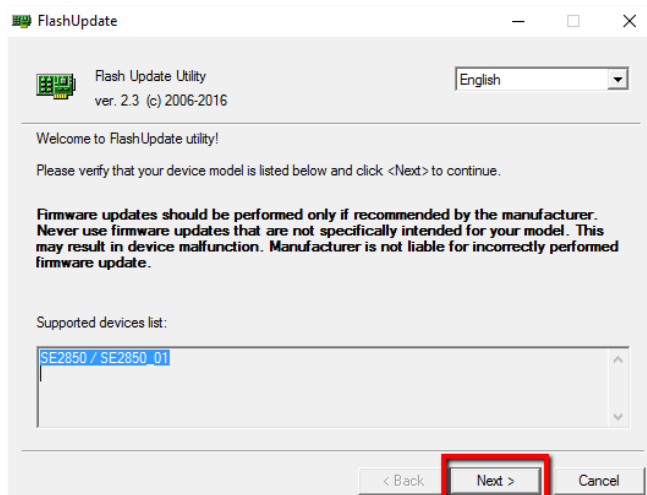 FlashUpdate
Flash Update Utility
English
ver. 2.3 (c) 2006-2016
Welcome to FlashUpdate utility!
Please verify that your device model is listed below and click <Next> to continue.
Firmware updates should be performed only if recommended by the manufacturer.
Never use firmware updates that are not specifically intended for your model. This
may result in device malfunction. Manufacturer is not liable for incorrectly performed
firmware update.
Supported devices list:
SE2850 / SE2850_01
< Back
Next >
Cancel